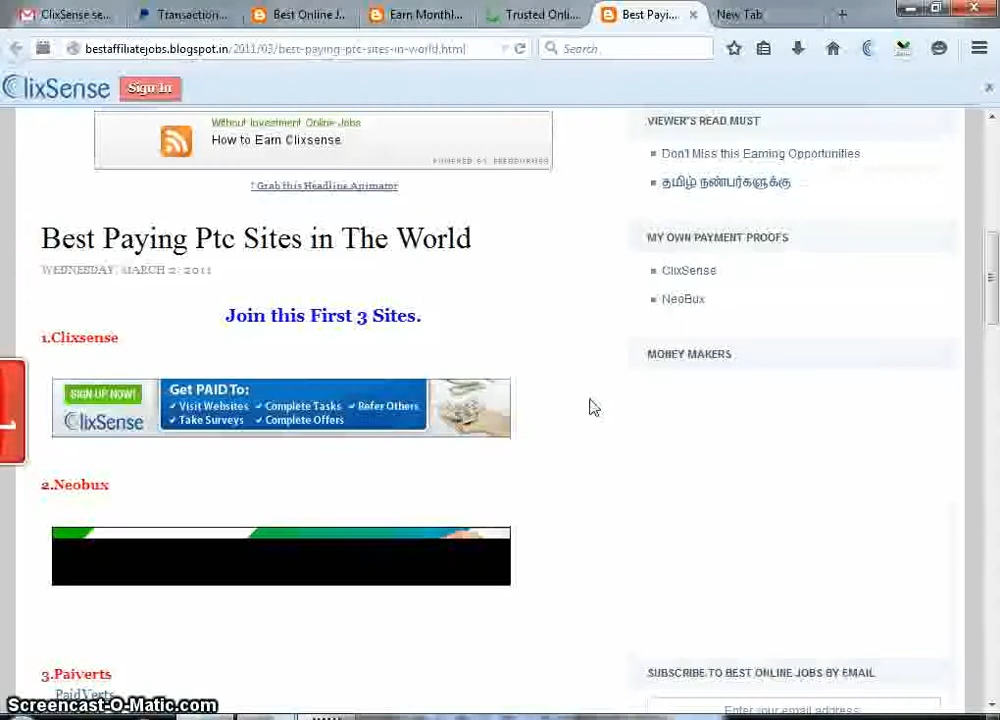 ClixSense se...
Transaction...
Best Online J...
Earn Monthl...
Trusted Onli...
Best Payi...
New Tab
bestaffiliatejobs.blogspot.in/2011/03/best-paying-ptc-sites-in-world.html
Search
ClixSense
Sign In
Without Investment Online Jobs
How to Earn Clixsense
POWERED BY FEEDBURNER
↑ Grab this Headline Animator
VIEWER'S READ MUST
Don't Miss this Earning Opportunities
தமிழ் நண்பர்களுக்கு
Best Paying Ptc Sites in The World
WEDNESDAY, MARCH 2, 2011
MY OWN PAYMENT PROOFS
ClixSense
NeoBux
Join this First 3 Sites.
1.Clixsense
MONEY MAKERS
SIGN UP NOW!
ClixSense
Get PAID To:
✓ Visit Websites ✓ Complete Tasks ✓ Refer Others
✓ Take Surveys ✓ Complete Offers
2.Neobux
3.Paiverts
PaidVerts
SUBSCRIBE TO BEST ONLINE JOBS BY EMAIL
Enter your email address...
Screencast-O-Matic.com